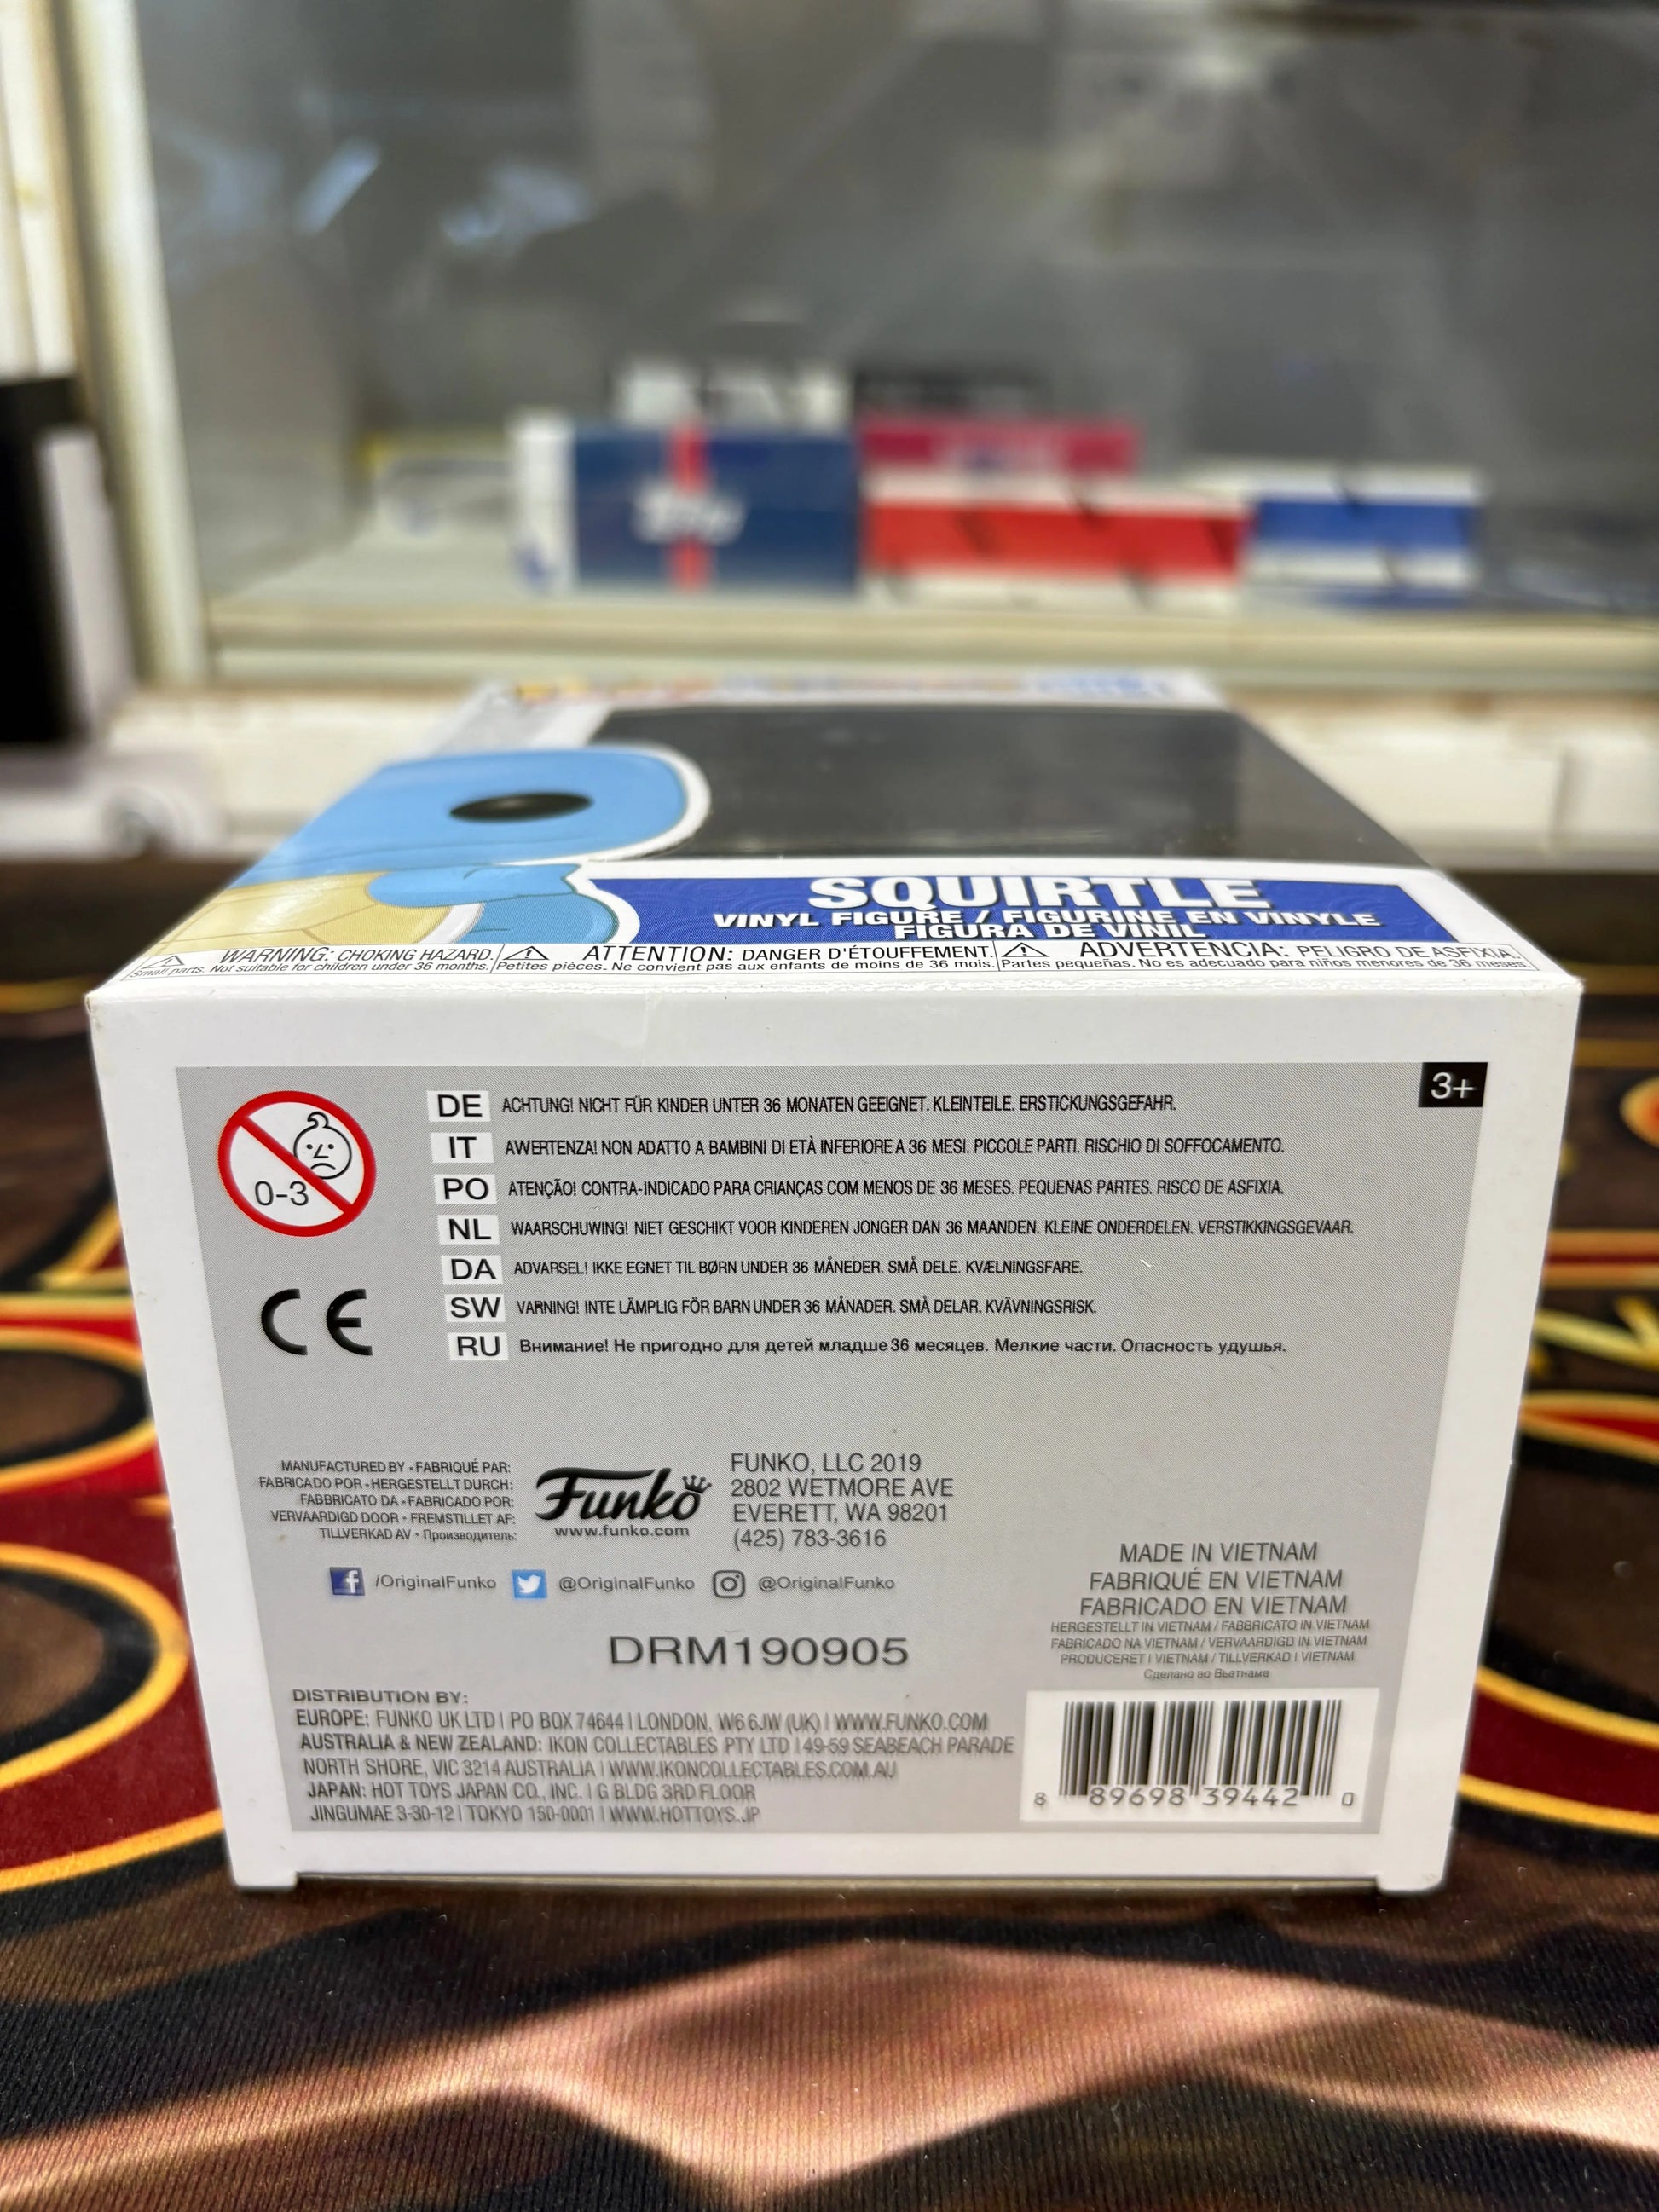 SQUIRTLE
VINYL FIGURE / FIGURINE EN VINYLE
FIGURA DE VINIL
WARNING: CHOKING HAZARD.
Small parts. Not suitable for children under 36 months.
ATTENTION: DANGER D'ÉTOUFFEMENT.
Petites pièces. Ne convient pas aux enfants de moins de 36 mois.
ADVERTENCIA: PELIGRO DE ASFIXIA.
Partes pequeñas. No es adecuado para niños menores de 36 meses.
3+
0-3
DE ACHTUNG! NICHT FÜR KINDER UNTER 36 MONATEN GEEIGNET. KLEINTEILE. ERSTICKUNGSGEFAHR.
IT AWERTENZA! NON ADATTO A BAMBINI DI ETÀ INFERIORE A 36 MESI. PICCOLE PARTI. RISCHIO DI SOFFOCAMENTO.
PO ATENÇÃO! CONTRA-INDICADO PARA CRIANÇAS COM MENOS DE 36 MESES. PEQUENAS PARTES. RISCO DE ASFIXIA.
NL WAARSCHUWING! NIET GESCHIKT VOOR KINDEREN JONGER DAN 36 MAANDEN. KLEINE ONDERDELEN. VERSTIKKINGSGEVAAR.
DA ADVARSEL! IKKE EGNET TIL BØRN UNDER 36 MÅNEDER. SMÅ DELE. KVÆLNINGSFARE.
SW VARNING! INTE LÄMPLIG FÖR BARN UNDER 36 MÅNADER. SMÅ DELAR. KVÄVNINGSRISK.
RU Внимание! Не пригодно для детей младше 36 месяцев. Мелкие части. Опасность удушья.
CE
MANUFACTURED BY • FABRIQUÉ PAR:
FABRICADO POR • HERGESTELLT DURCH:
FABBRICATO DA • FABRICADO POR:
VERVAARDIGD DOOR • FREMSTILLET AF:
TILLVERKAD AV • Производитель:
Funko
www.funko.com
FUNKO, LLC 2019
2802 WETMORE AVE
EVERETT, WA 98201
(425) 783-3616
/OriginalFunko @OriginalFunko @OriginalFunko
DRM190905
MADE IN VIETNAM
FABRIQUÉ EN VIETNAM
FABRICADO EN VIETNAM
HERGESTELLT IN VIETNAM / FABBRICATO IN VIETNAM
FABRICADO NA VIETNAM / VERVAARDIGD IN VIETNAM
PRODUCERET I VIETNAM / TILLVERKAD I VIETNAM
Сделано во Вьетнаме
DISTRIBUTION BY:
EUROPE: FUNKO UK LTD | PO BOX 74644 | LONDON, W6 6JW (UK) | WWW.FUNKO.COM
AUSTRALIA & NEW ZEALAND: IKON COLLECTABLES PTY LTD | 49-59 SEABEACH PARADE
NORTH SHORE, VIC 3214 AUSTRALIA | WWW.IKONCOLLECTABLES.COM.AU
JAPAN: HOT TOYS JAPAN CO., INC. | G BLDG 3RD FLOOR
JINGUMAE 3-30-12 | TOKYO 150-0001 | WWW.HOTTOYS.JP
8 89698 39442 0